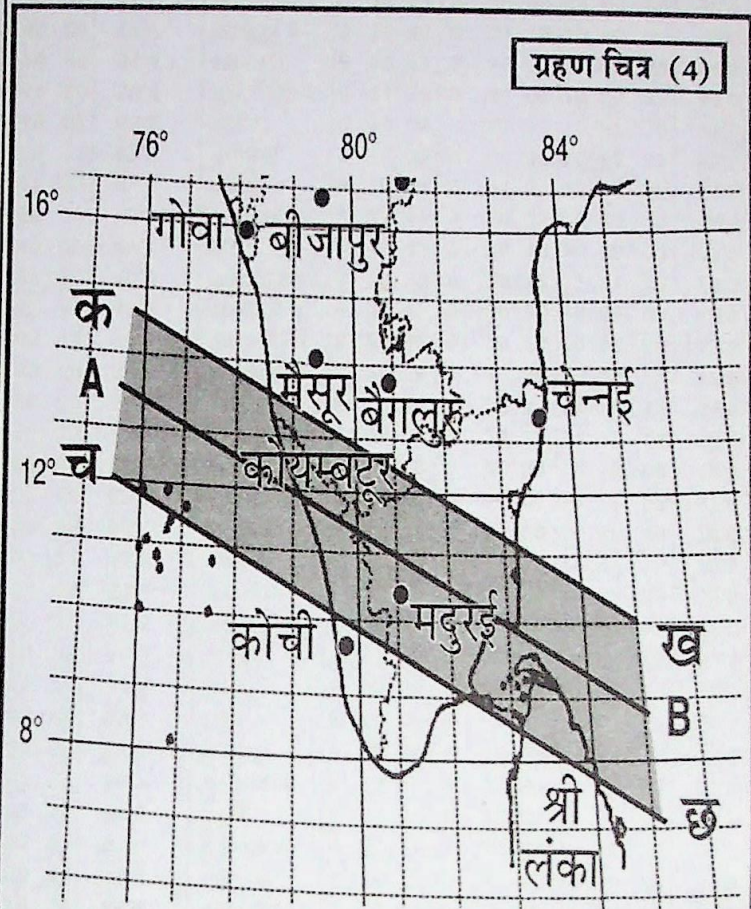 ग्रहण चित्र (4)
76° 80° 84°
16°
गोवा बीजापुर
क
A
मैसूर बैंगलुरु चेन्नई
12° च
कोयम्बटूर
कोची मदुरई
ख
B
8°
श्री
लंका
छ